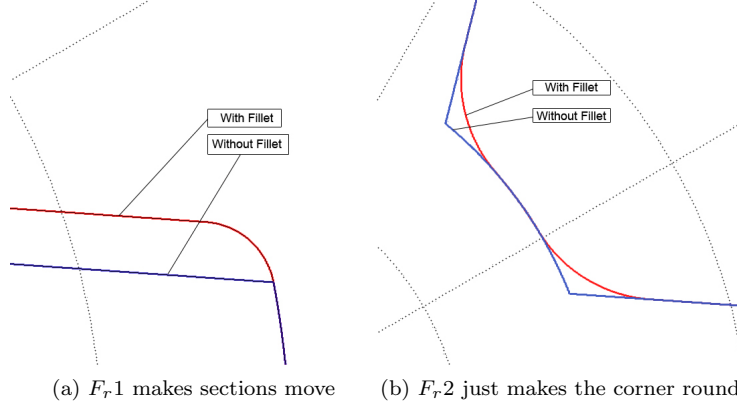 With Fillet
Without Fillet
With Fillet
Without Fillet
(a) F_r1 makes sections move
(b) F_r2 just makes the corner round